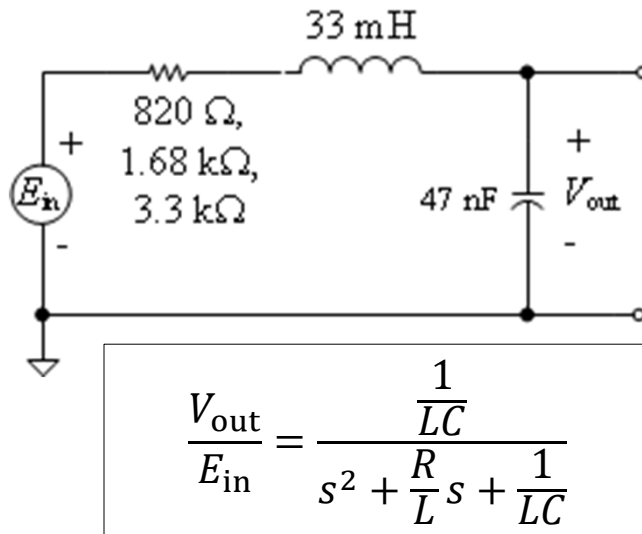 33 mH
820 Ω,
1.68 kΩ,
3.3 kΩ
+
E_in
-
47 nF
+
V_out
-
V_out / E_in = (1/(LC)) / (s² + (R/L)s + 1/(LC))